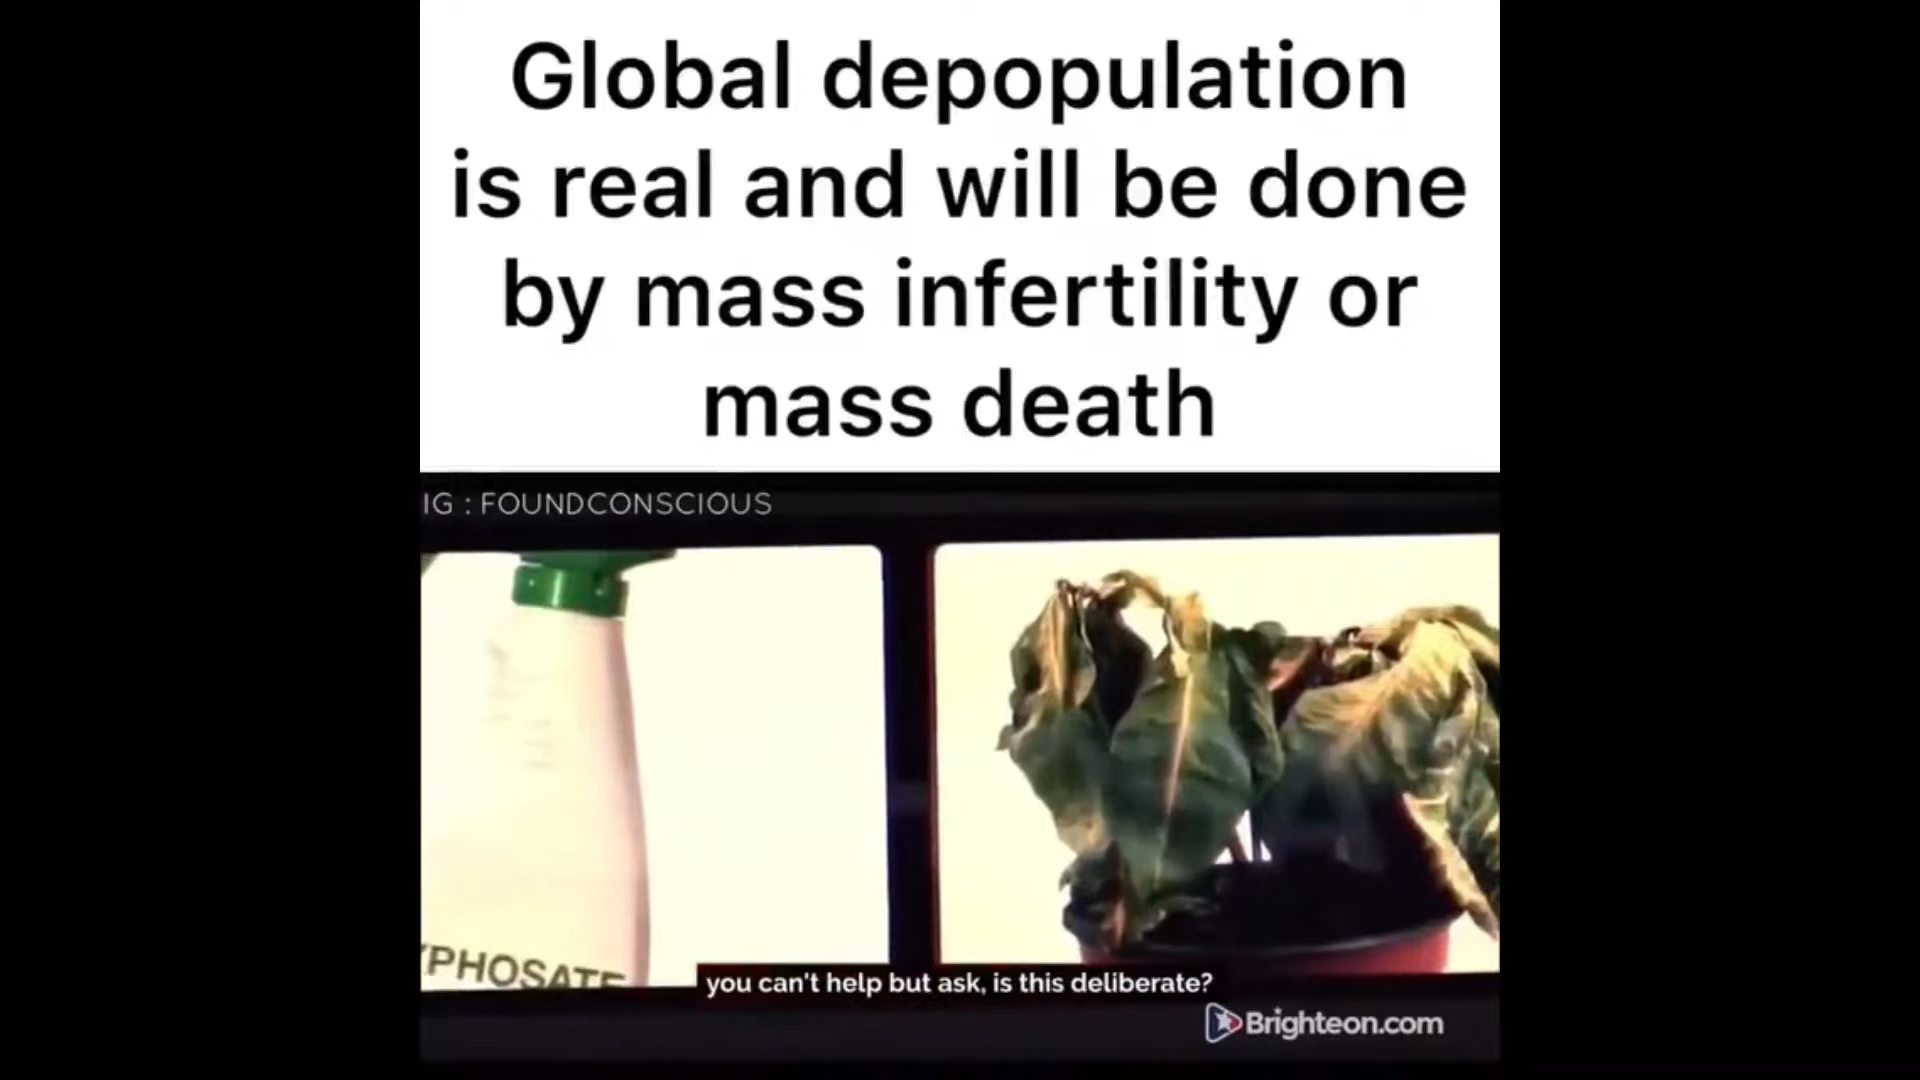 Global depopulation
is real and will be done
by mass infertility or
mass death
IG : FOUNDCONSCIOUS
YPHOSATE
you can't help but ask, is this deliberate?
Brighteon.com